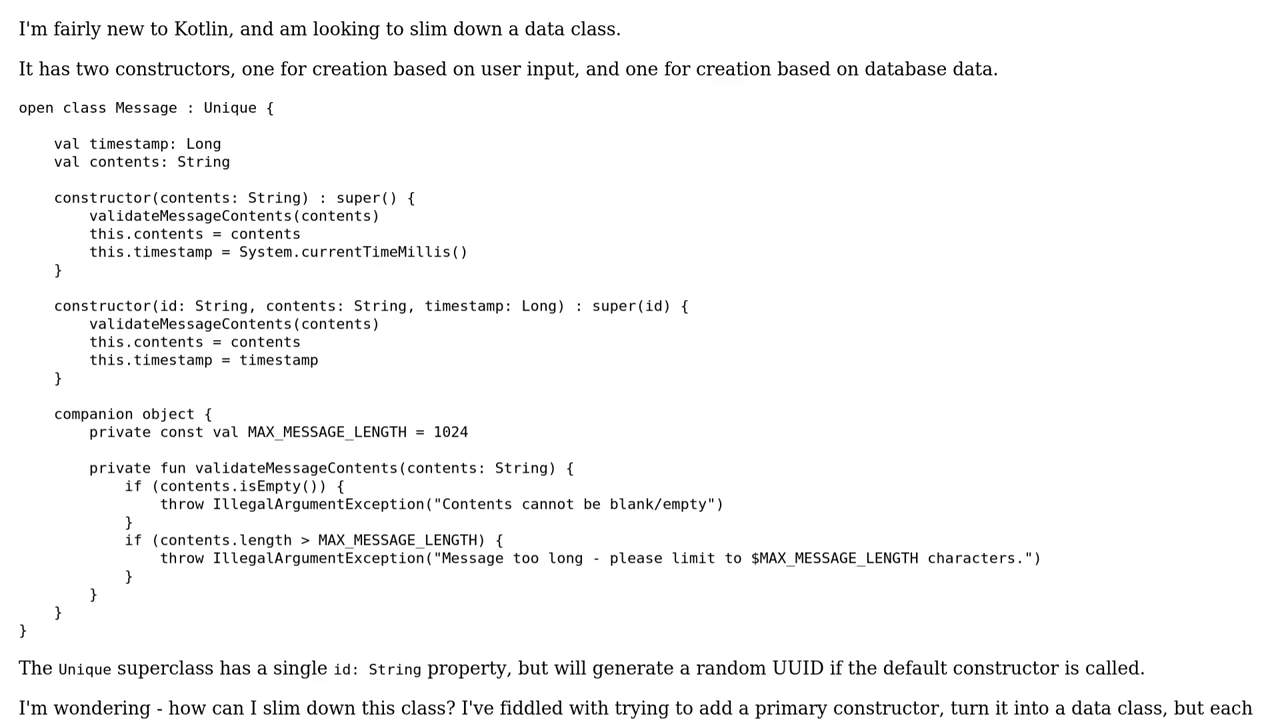 I'm fairly new to Kotlin, and am looking to slim down a data class.
It has two constructors, one for creation based on user input, and one for creation based on database data.
open class Message : Unique {
    val timestamp: Long
    val contents: String
    constructor(contents: String) : super() {
        validateMessageContents(contents)
        this.contents = contents
        this.timestamp = System.currentTimeMillis()
    }
    constructor(id: String, contents: String, timestamp: Long) : super(id) {
        validateMessageContents(contents)
        this.contents = contents
        this.timestamp = timestamp
    }
    companion object {
        private const val MAX_MESSAGE_LENGTH = 1024
        private fun validateMessageContents(contents: String) {
            if (contents.isEmpty()) {
                throw IllegalArgumentException("Contents cannot be blank/empty")
            }
            if (contents.length > MAX_MESSAGE_LENGTH) {
                throw IllegalArgumentException("Message too long - please limit to $MAX_MESSAGE_LENGTH characters.")
            }
        }
    }
}
The Unique superclass has a single id: String property, but will generate a random UUID if the default constructor is called.
I'm wondering - how can I slim down this class? I've fiddled with trying to add a primary constructor, turn it into a data class, but each